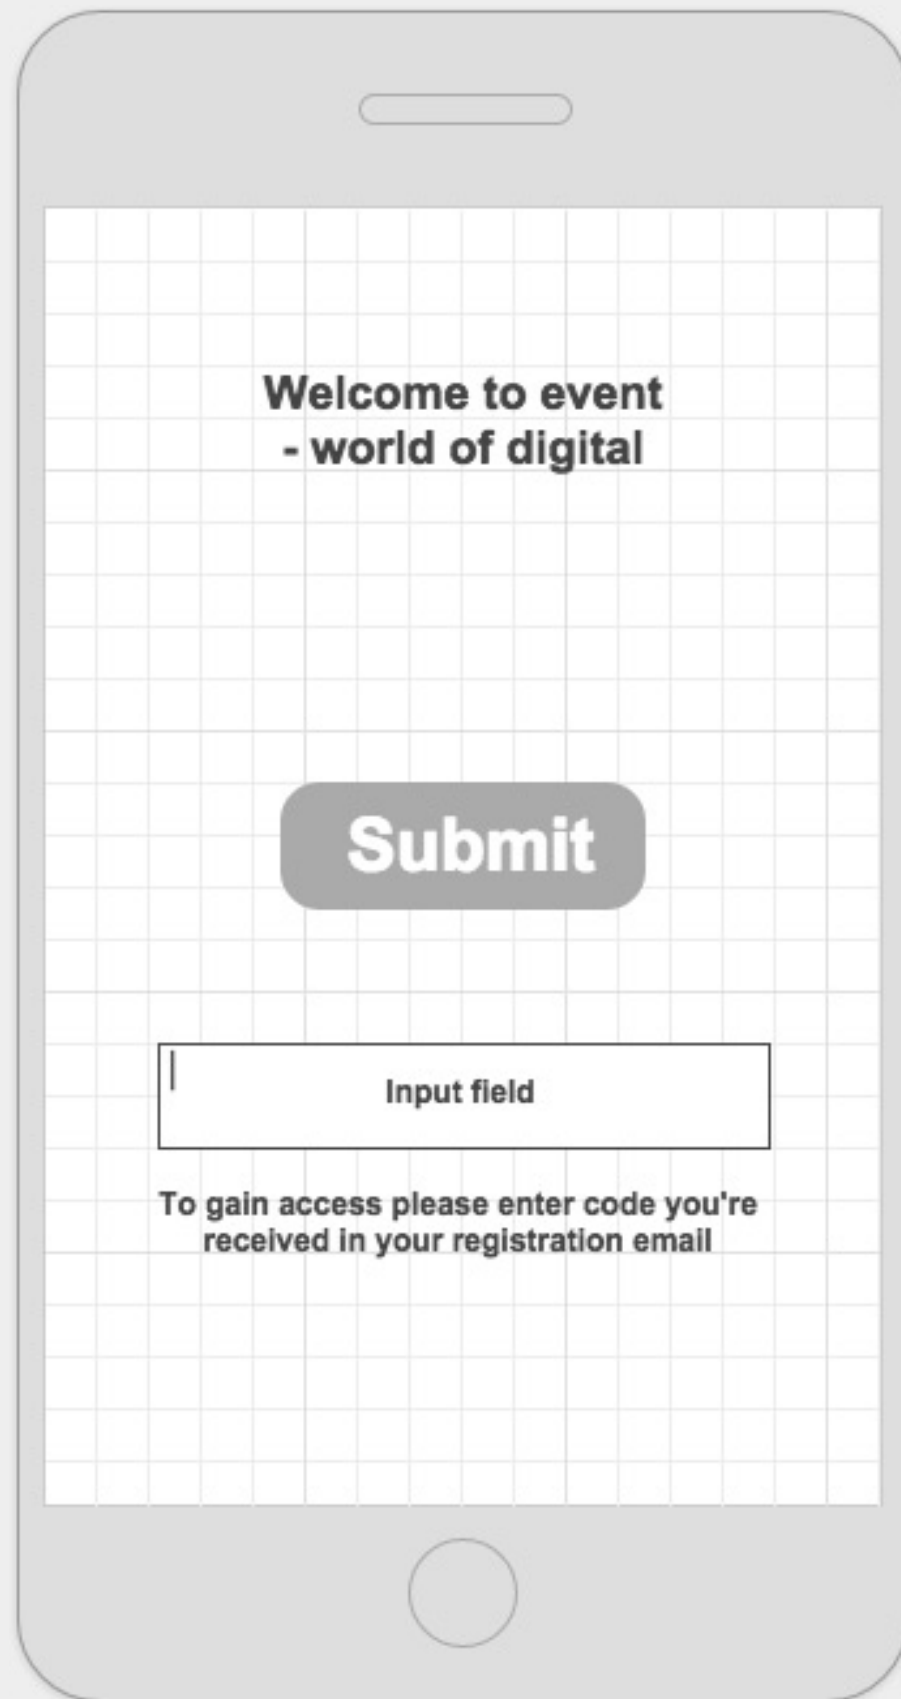 Welcome to event
- world of digital
Submit
Input field
To gain access please enter code you're
received in your registration email